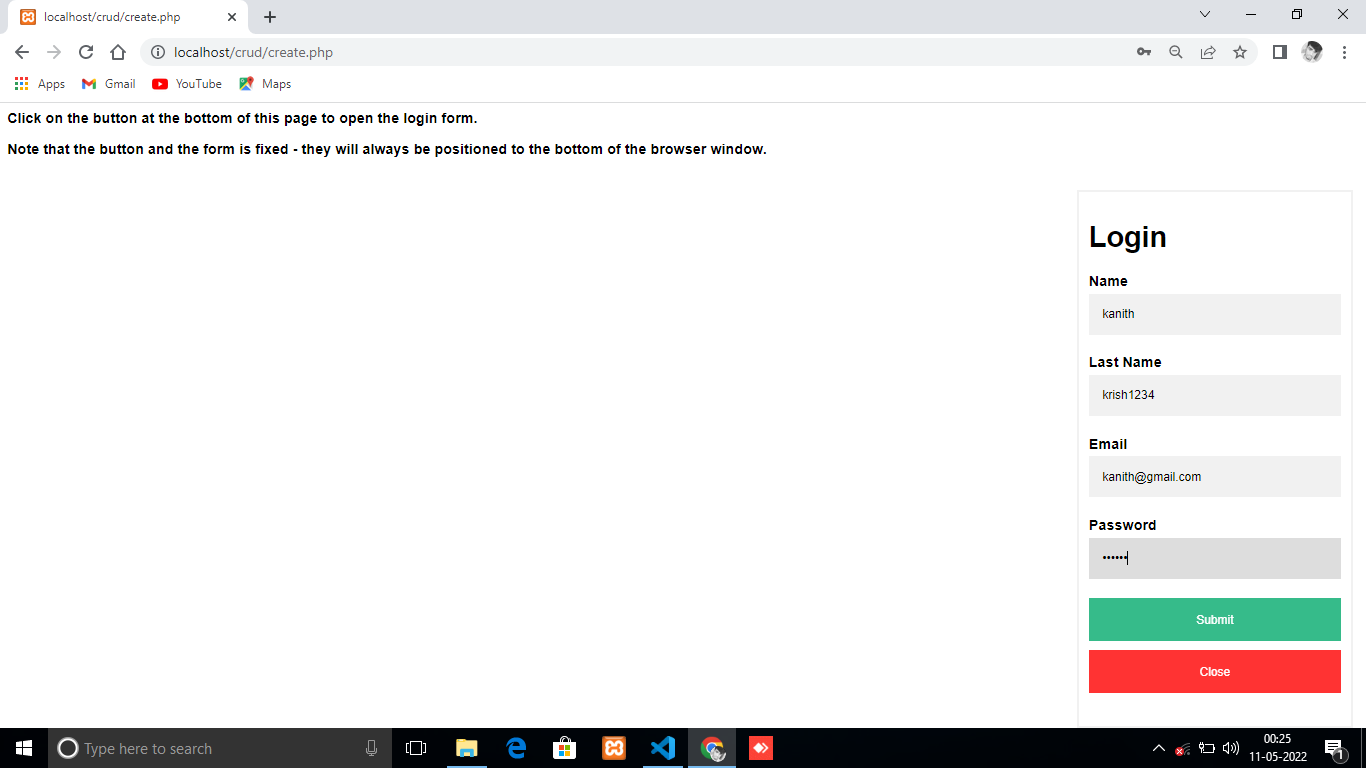 localhost/crud/create.php
localhost/crud/create.php
Apps Gmail YouTube Maps
Click on the button at the bottom of this page to open the login form.
Note that the button and the form is fixed - they will always be positioned to the bottom of the browser window.
Login
Name
kanith
Last Name
krish1234
Email
kanith@gmail.com
Password
••••••
Submit
Close
Type here to search
00:25
11-05-2022
1